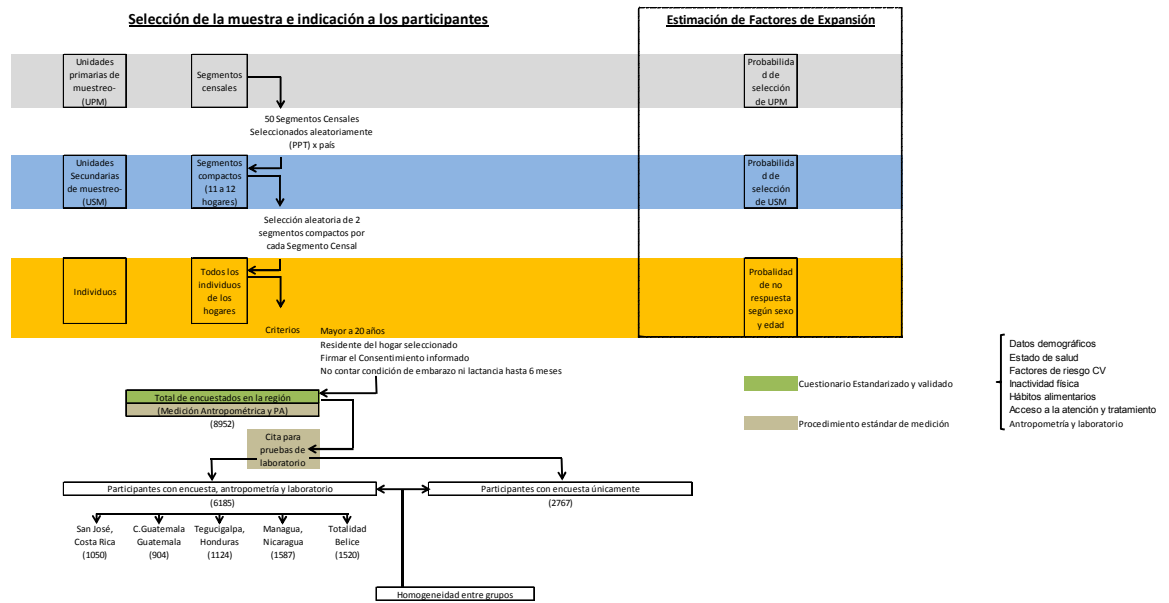 Selección de la muestra e indicación a los participantes
Estimación de Factores de Expansión
Unidades
primarias de
muestreo-
(UPM)
Segmentos
censales
Probabilida
d de
selección
de UPM
50 Segmentos Censales
Seleccionados aleatoriamente
(PPT) x país
Unidades
Secundarias
de muestreo-
(USM)
Segmentos
compactos
(11 a 12
hogares)
Probabilida
d de
selección
de USM
Selección aleatoria de 2
segmentos compactos por
cada Segmento Censal
Individuos
Todos los
individuos
de los
hogares
Probalidad
de no
respuesta
según sexo
y edad
Criterios
Mayor a 20 años
Residente del hogar seleccionado
Firmar el Consentimiento informado
No contar condición de embarazo ni lactancia hasta 6 meses
Total de encuestados en la región
(Medición Antropométrica y PA)
(8952)
Cuestionario Estandarizado y validado
Procedimiento estándar de medición
Datos demográficos
Estado de salud
Factores de riesgo CV
Inactividad física
Hábitos alimentarios
Acceso a la atención y tratamiento
Antropometría y laboratorio
Cita para
pruebas de
laboratorio
Participantes con encuesta, antropometría y laboratorio
(6185)
Participantes con encuesta únicamente
(2767)
San José,
Costa Rica
(1050)
C.Guatemala
Guatemala
(904)
Tegucigalpa,
Honduras
(1124)
Managua,
Nicaragua
(1587)
Totalidad
Belice
(1520)
Homogeneidad entre grupos